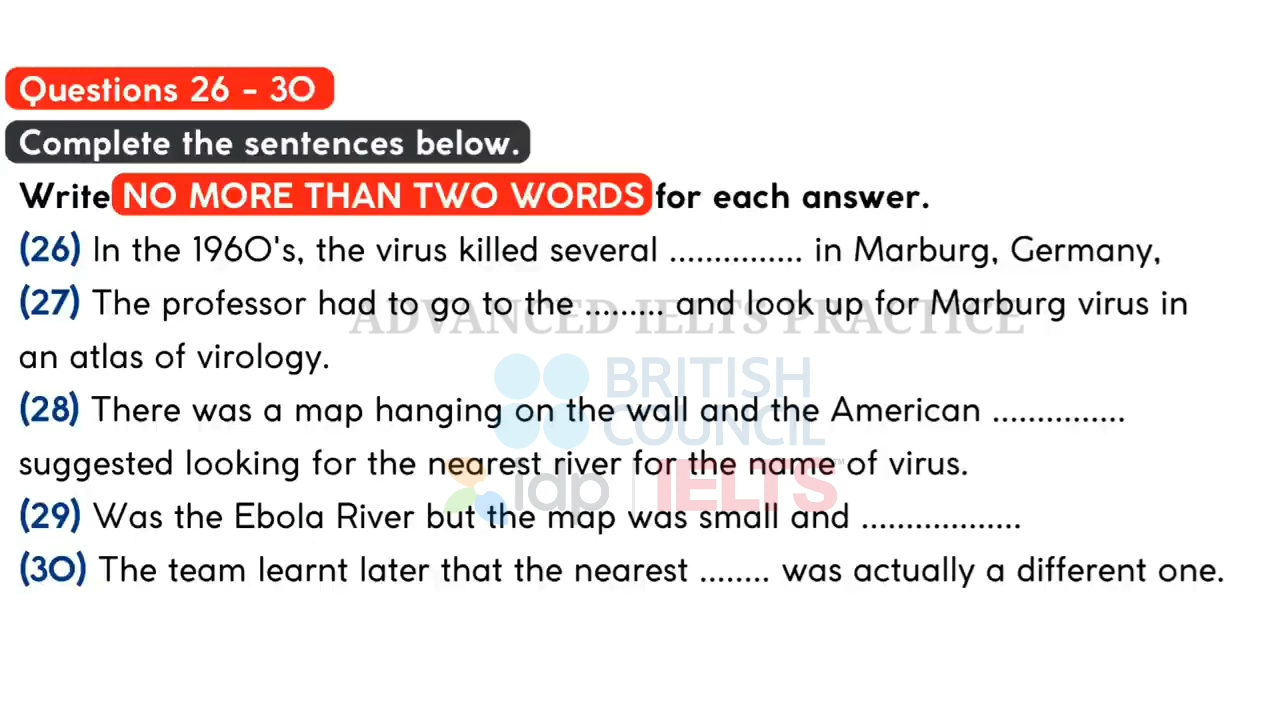 Questions 26 - 30
Complete the sentences below.
Write NO MORE THAN TWO WORDS for each answer.
(26) In the 1960's, the virus killed several ............... in Marburg, Germany,
(27) The professor had to go to the ......... and look up for Marburg virus in
ADVANCED IELTS PRACTICE
an atlas of virology.
BRITISH
(28) There was a map hanging on the wall and the American ...............
COUNCIL
suggested looking for the nearest river for the name of virus.
idp IELTS™
(29) Was the Ebola River but the map was small and ..................
(30) The team learnt later that the nearest ........ was actually a different one.